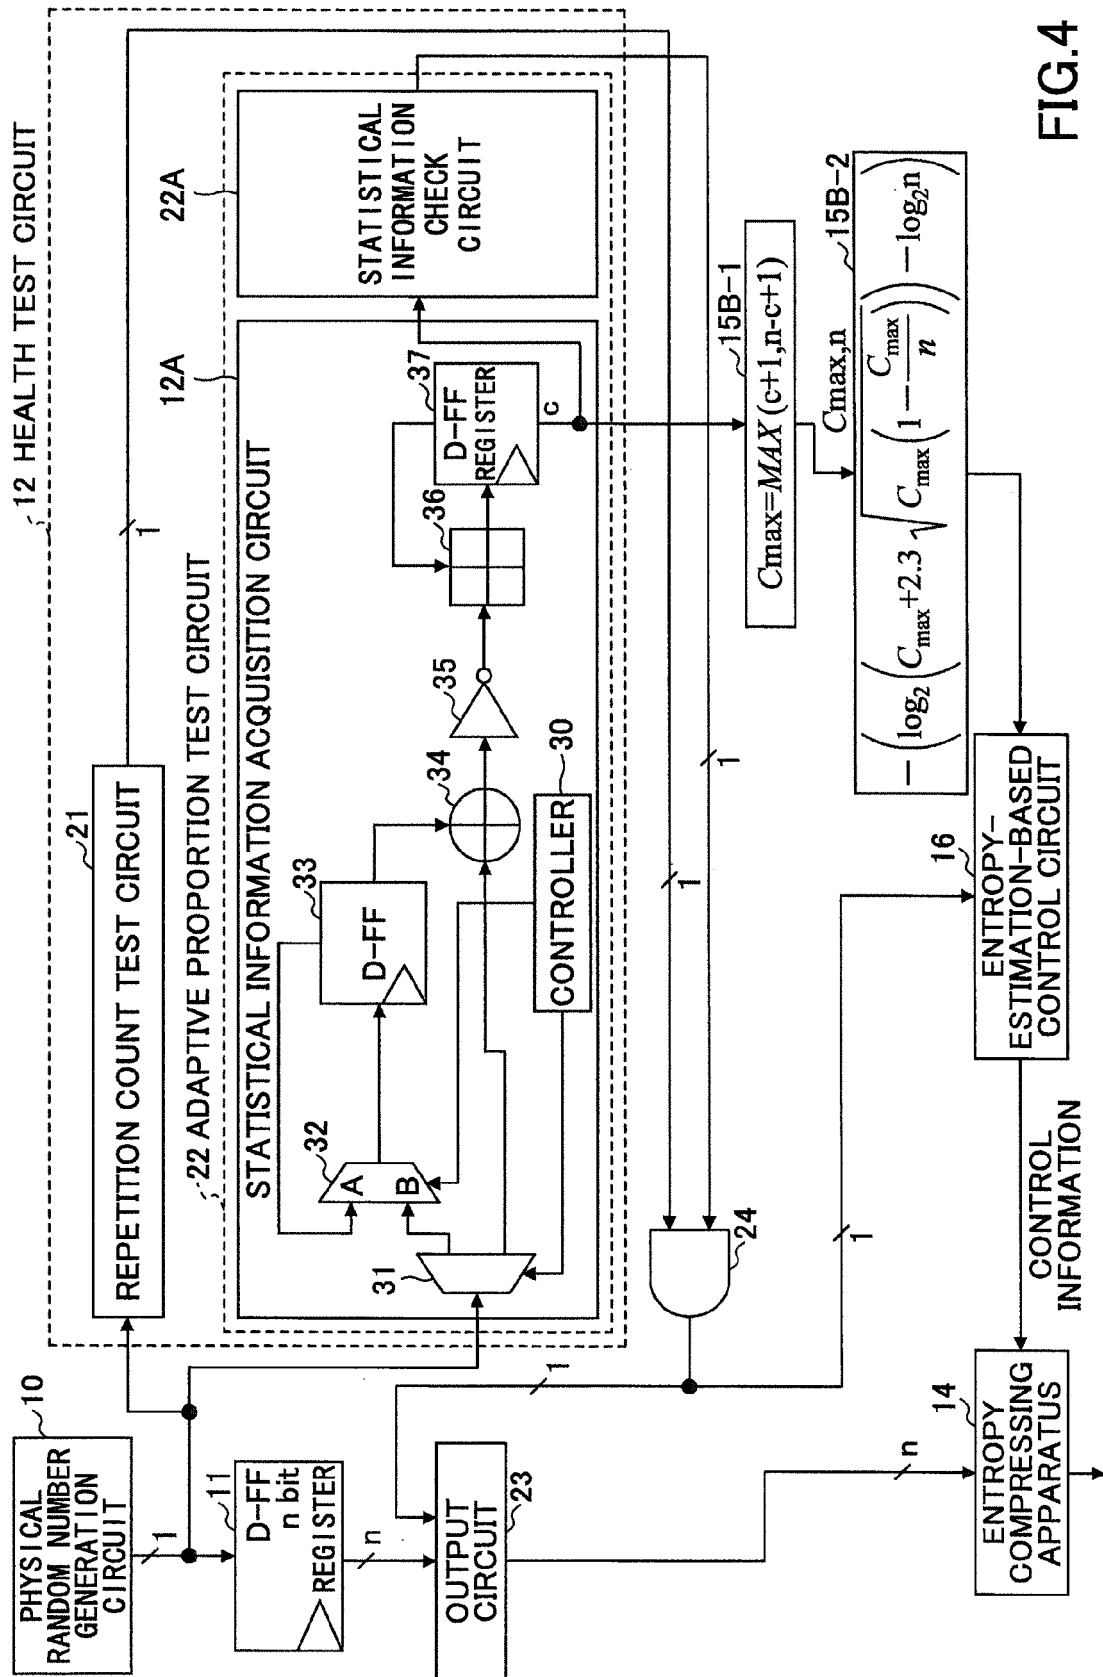 FIG.4
12 HEALTH TEST CIRCUIT
PHYSICAL
RANDOM NUMBER
GENERATION
CIRCUIT
10
1
21
REPETITION COUNT TEST CIRCUIT
1
22 ADAPTIVE PROPORTION TEST CIRCUIT
12A
22A
STATISTICAL INFORMATION ACQUISITION CIRCUIT
STATISTICAL
INFORMATION
CHECK
CIRCUIT
11
D-FF
n bit
REGISTER
n
31
32
A
B
33
D-FF
34
35
36
37
D-FF
REGISTER
c
30
CONTROLLER
1
1
24
1
1
OUTPUT
CIRCUIT
23
n
15B-1
Cmax=MAX(c+1,n-c+1)
Cmax,n
15B-2
−(log₂(Cmax+2.3√(Cmax(1−Cmax/n)))−log₂n)
14
ENTROPY
COMPRESSING
APPARATUS
CONTROL
INFORMATION
16
ENTROPY-
ESTIMATION-BASED
CONTROL CIRCUIT